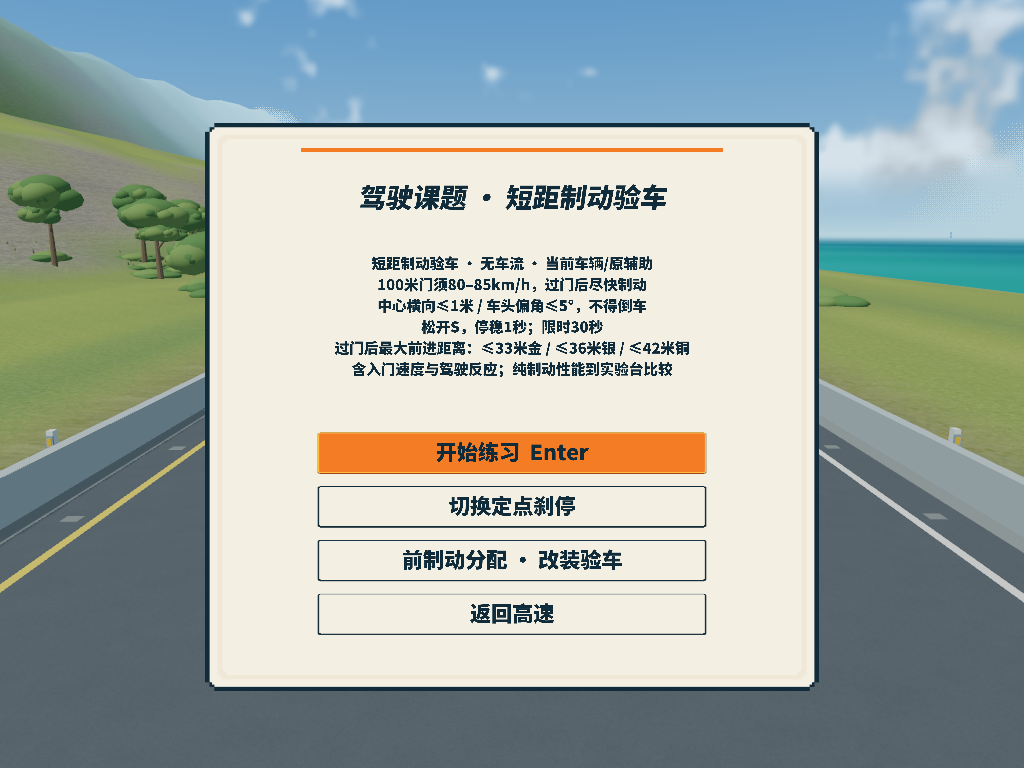 驾驶课题 · 短距制动验车
短距制动验车 · 无车流 · 当前车辆/原辅助
100米门须80–85km/h，过门后尽快制动
中心横向≤1米 / 车头偏角≤5°，不得倒车
松开S，停稳1秒；限时30秒
过门后最大前进距离：≤33米金 / ≤36米银 / ≤42米铜
含入门速度与驾驶反应；纯制动性能到实验台比较
开始练习 Enter
切换定点刹停
前制动分配 · 改装验车
返回高速